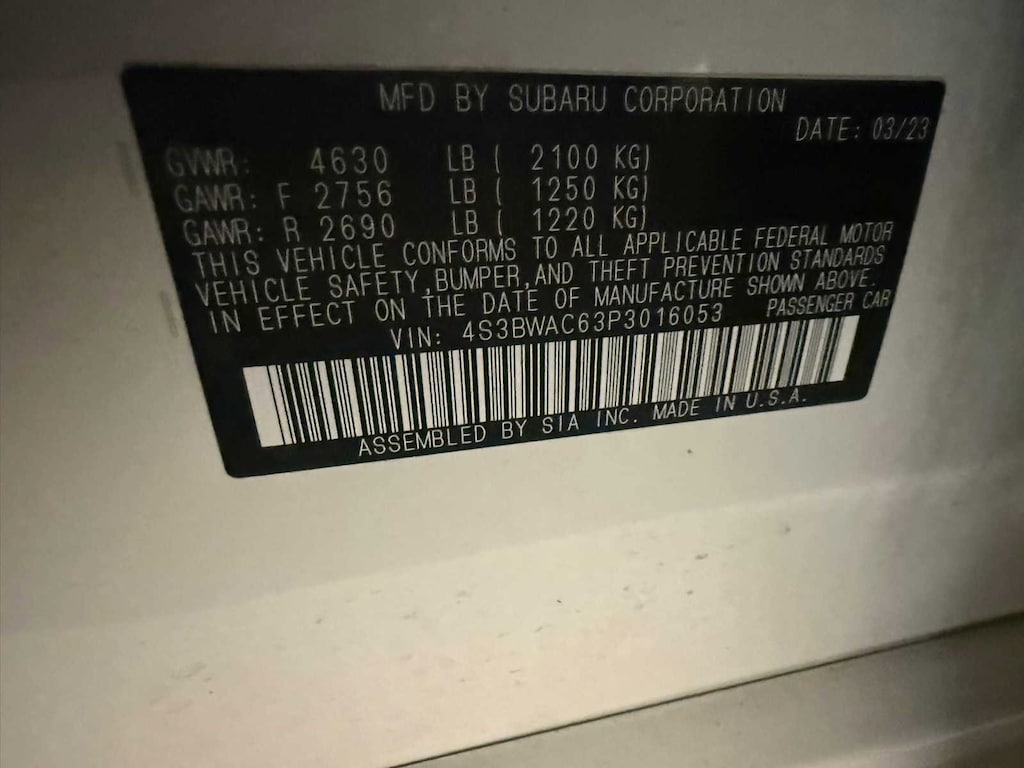 MFD BY SUBARU CORPORATION
DATE: 03/23
GVWR: 4630 LB ( 2100 KG)
GAWR: F 2756 LB ( 1250 KG)
GAWR: R 2690 LB ( 1220 KG)
THIS VEHICLE CONFORMS TO ALL APPLICABLE FEDERAL MOTOR
VEHICLE SAFETY,BUMPER,AND THEFT PREVENTION STANDARDS
IN EFFECT ON THE DATE OF MANUFACTURE SHOWN ABOVE.
VIN: 4S3BWAC63P3016053 PASSENGER CAR
ASSEMBLED BY SIA INC. MADE IN U.S.A.